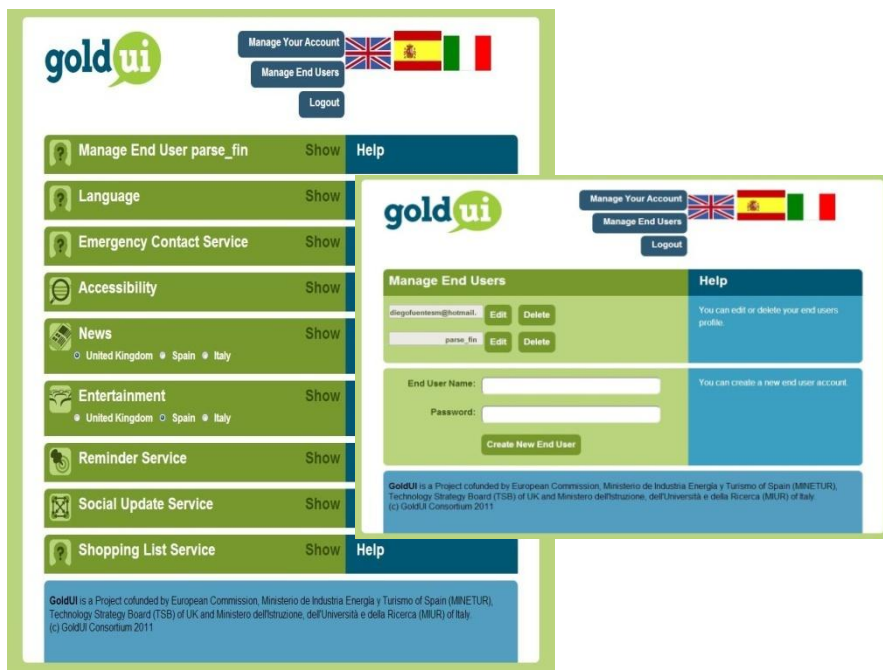 gold ui
Manage Your Account
Manage End Users
Logout
Manage End User parse_fin Show Help
Language Show
Emergency Contact Service Show
Accessibility Show
News Show
United Kingdom Spain Italy
Entertainment Show
United Kingdom Spain Italy
Reminder Service Show
Social Update Service Show
Shopping List Service Show Help
GoldUI is a Project cofunded by European Commission, Ministerio de Industria Energía y Turismo of Spain (MINETUR),
Technology Strategy Board (TSB) of UK and Ministero dell'Istruzione, dell'Università e della Ricerca (MIUR) of Italy.
(c) GoldUI Consortium 2011
gold ui
Manage Your Account
Manage End Users
Logout
Manage End Users Help
diegofuentesm@hotmail. Edit Delete You can edit or delete your end users
profile.
parse_fin Edit Delete
End User Name: You can create a new end user account.
Password:
Create New End User
GoldUI is a Project cofunded by European Commission, Ministerio de Industria
Energía y Turismo of Spain (MINETUR),
Technology Strategy Board (TSB) of UK and Ministero dell'Istruzione, dell'Università e della Ricerca (MIUR) of Italy.
(c) GoldUI Consortium 2011